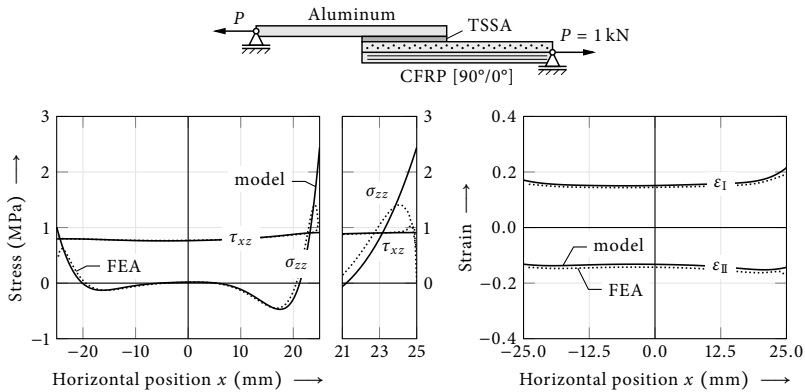 Aluminum
P
TSSA
P = 1 kN
CFRP [90°/0°]
3
2
1
0
−1
Stress (MPa) ⟶
model
σzz
τxz
FEA
−20 −10 0 10 20
Horizontal position x (mm) ⟶
3
2
1
0
−1
σzz
τxz
21 23 25
0.4
0.2
0.0
−0.2
−0.4
Strain ⟶
εI
model
εII
FEA
−25.0 −12.5 0.0 12.5 25.0
Horizontal position x (mm) ⟶